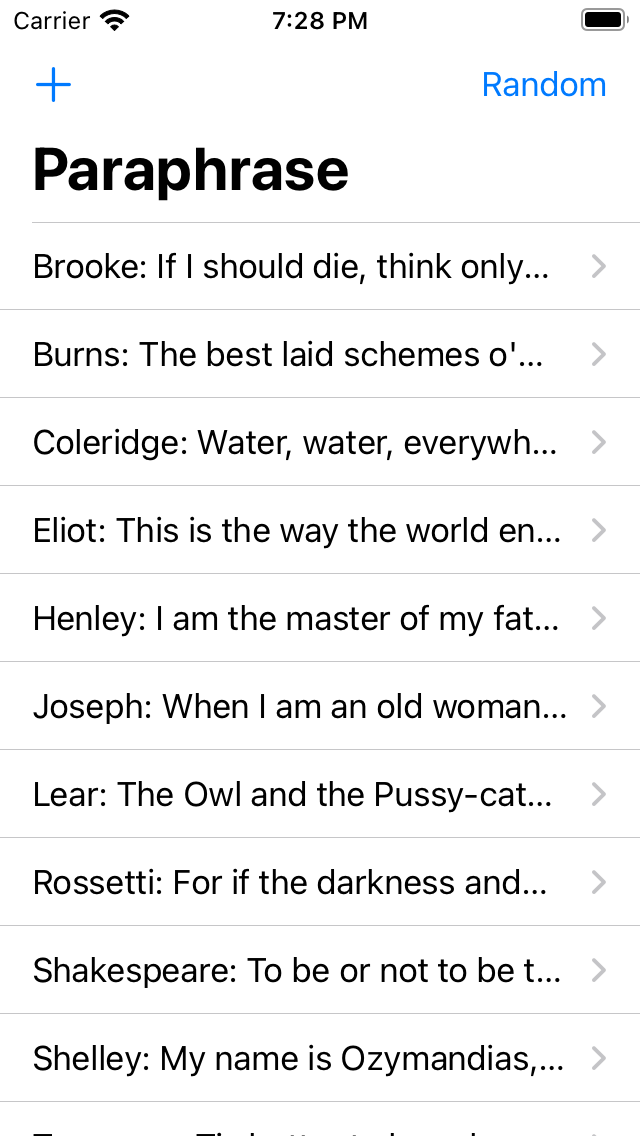 Carrier 7:28 PM
Random
Paraphrase
Brooke: If I should die, think only...
Burns: The best laid schemes o'...
Coleridge: Water, water, everywh...
Eliot: This is the way the world en...
Henley: I am the master of my fat...
Joseph: When I am an old woman...
Lear: The Owl and the Pussy-cat...
Rossetti: For if the darkness and...
Shakespeare: To be or not to be t...
Shelley: My name is Ozymandias,...